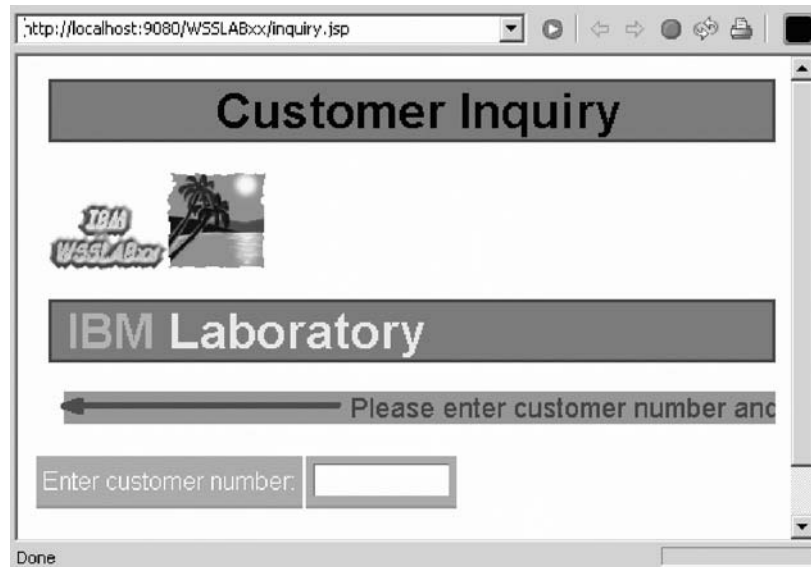 http://localhost:9080/WSSLABxx/inquiry.jsp
Customer Inquiry
IBM
WSSLABxx
IBM Laboratory
Please enter customer number and
Enter customer number:
Done